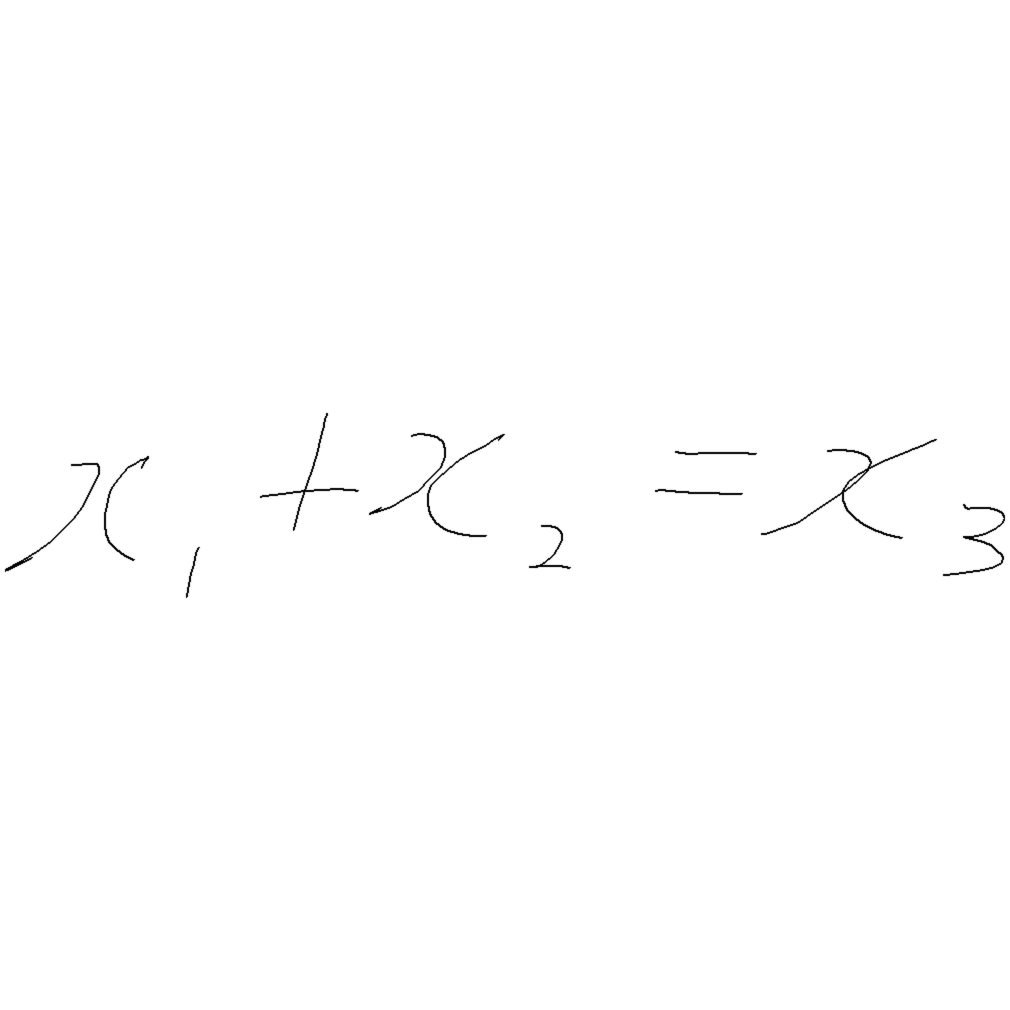 x₁ + x₂ = x₃